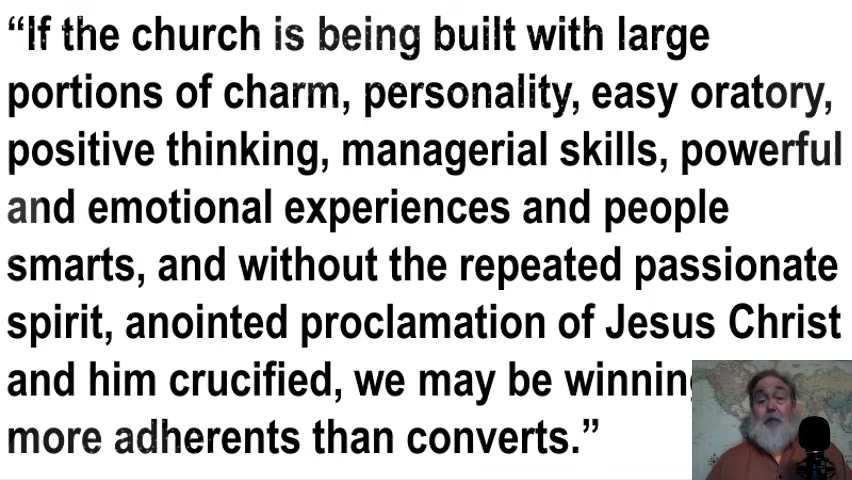 “If the church is being built with large
portions of charm, personality, easy oratory,
positive thinking, managerial skills, powerful
and emotional experiences and people
smarts, and without the repeated passionate
spirit, anointed proclamation of Jesus Christ
and him crucified, we may be winning
more adherents than converts.”